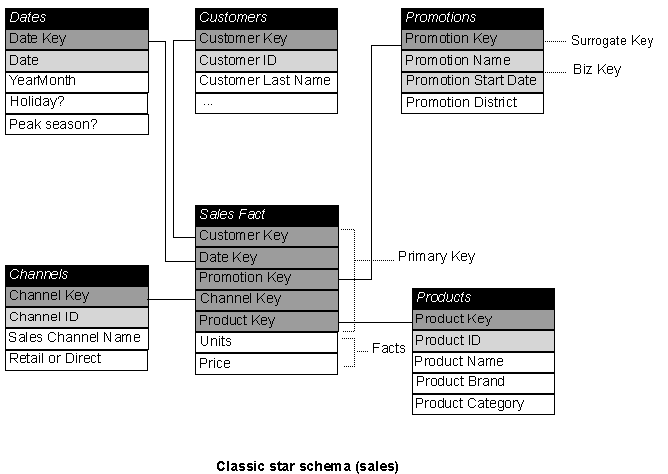 Dates
Date Key
Date
YearMonth
Holiday?
Peak season?
Customers
Customer Key
Customer ID
Customer Last Name
...
Promotions
Promotion Key
Promotion Name
Promotion Start Date
Promotion District
Surrogate Key
Biz Key
Sales Fact
Customer Key
Date Key
Promotion Key
Channel Key
Product Key
Units
Price
Primary Key
Facts
Channels
Channel Key
Channel ID
Sales Channel Name
Retail or Direct
Products
Product Key
Product ID
Product Name
Product Brand
Product Category
Classic star schema (sales)